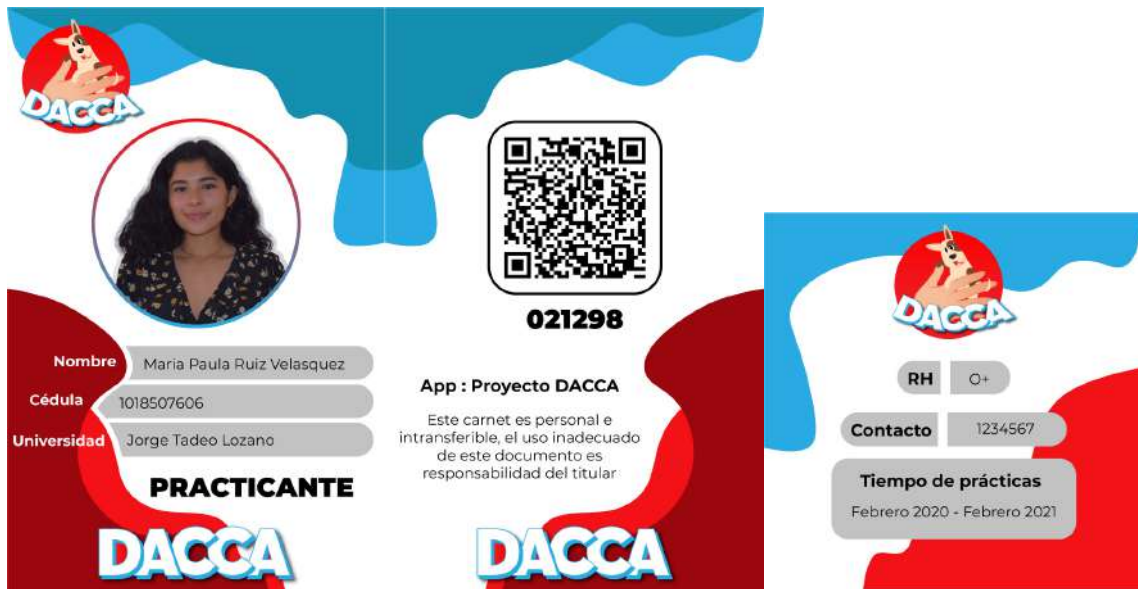 DACCA
Nombre
Maria Paula Ruiz Velasquez
Cédula
1018507606
Universidad
Jorge Tadeo Lozano
PRACTICANTE
DACCA
021298
App : Proyecto DACCA
Este carnet es personal e
intransferible, el uso inadecuado
de este documento es
responsabilidad del titular
DACCA
DACCA
RH
O+
Contacto
1234567
Tiempo de prácticas
Febrero 2020 - Febrero 2021